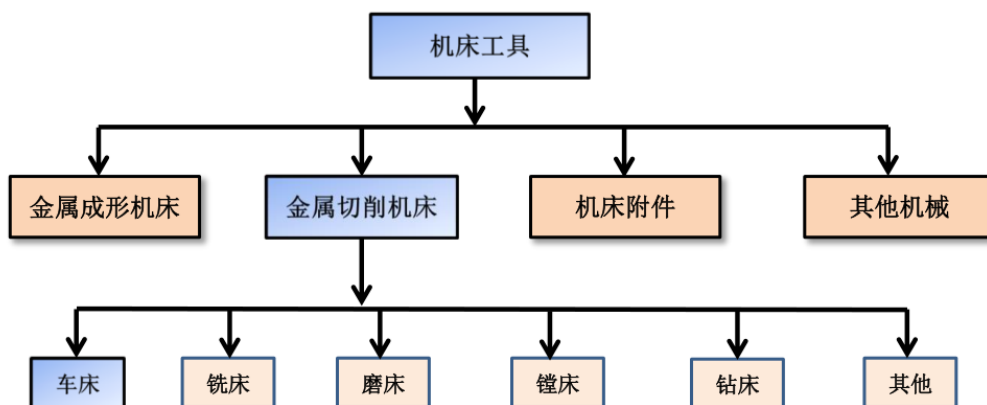 机床工具
金属成形机床
金属切削机床
机床附件
其他机械
车床
铣床
磨床
镗床
钻床
其他